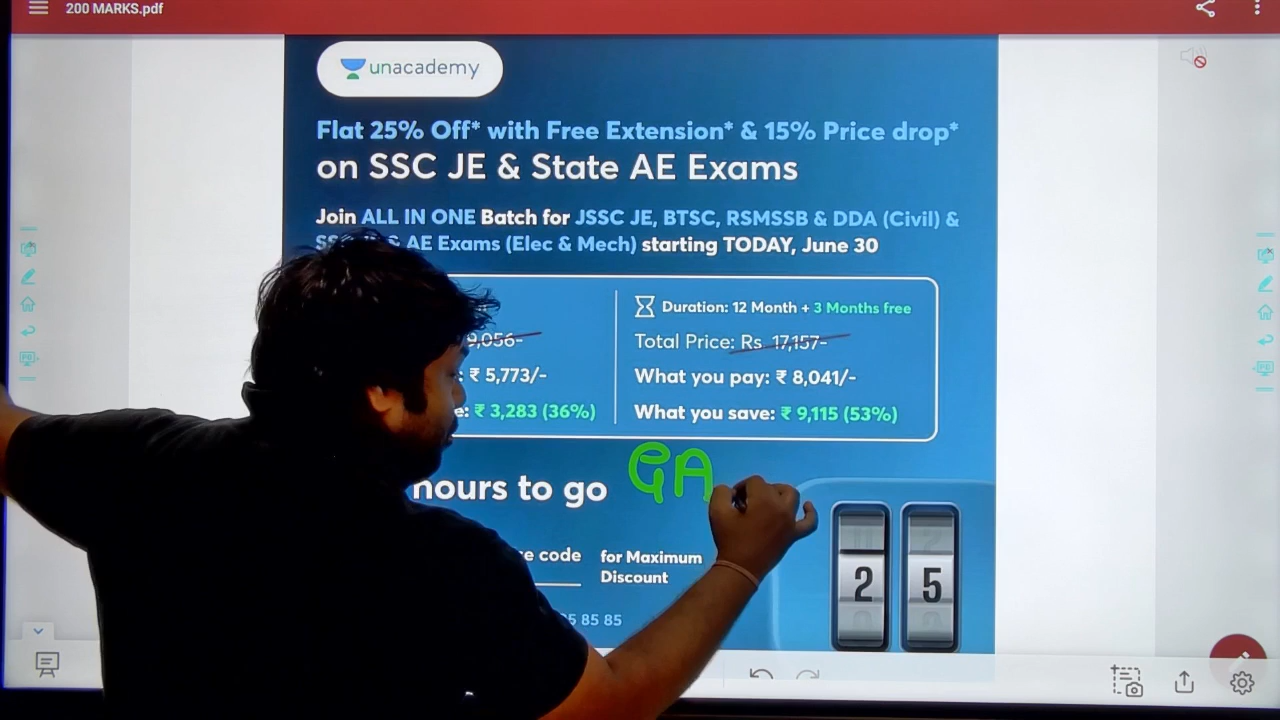 200 MARKS.pdf
unacademy
Flat 25% Off* with Free Extension* & 15% Price drop*
on SSC JE & State AE Exams
Join ALL IN ONE Batch for JSSC JE, BTSC, RSMSSB & DDA (Civil) &
& AE Exams (Elec & Mech) starting TODAY, June 30
9,056-
: ₹ 5,773/-
e: ₹ 3,283 (36%)
Duration: 12 Month + 3 Months free
Total Price: Rs 17,157-
What you pay: ₹ 8,041/-
What you save: ₹ 9,115 (53%)
hours to go
GA
code
for Maximum
Discount
85 85
2 5